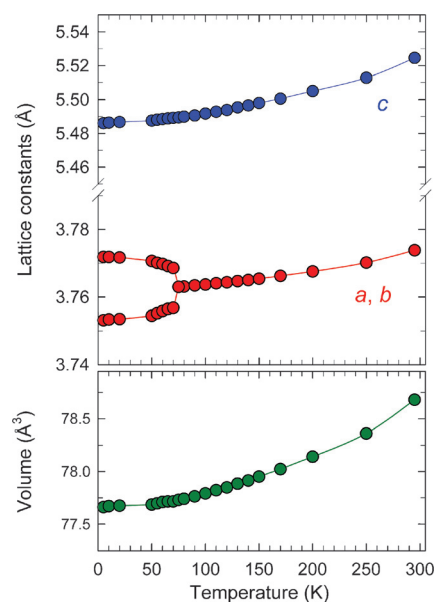 5.54
5.52
5.50
5.48
5.46
c
Lattice constants (Å)
3.78
3.76
3.74
a, b
78.5
78.0
77.5
Volume (Å³)
0 50 100 150 200 250 300
Temperature (K)